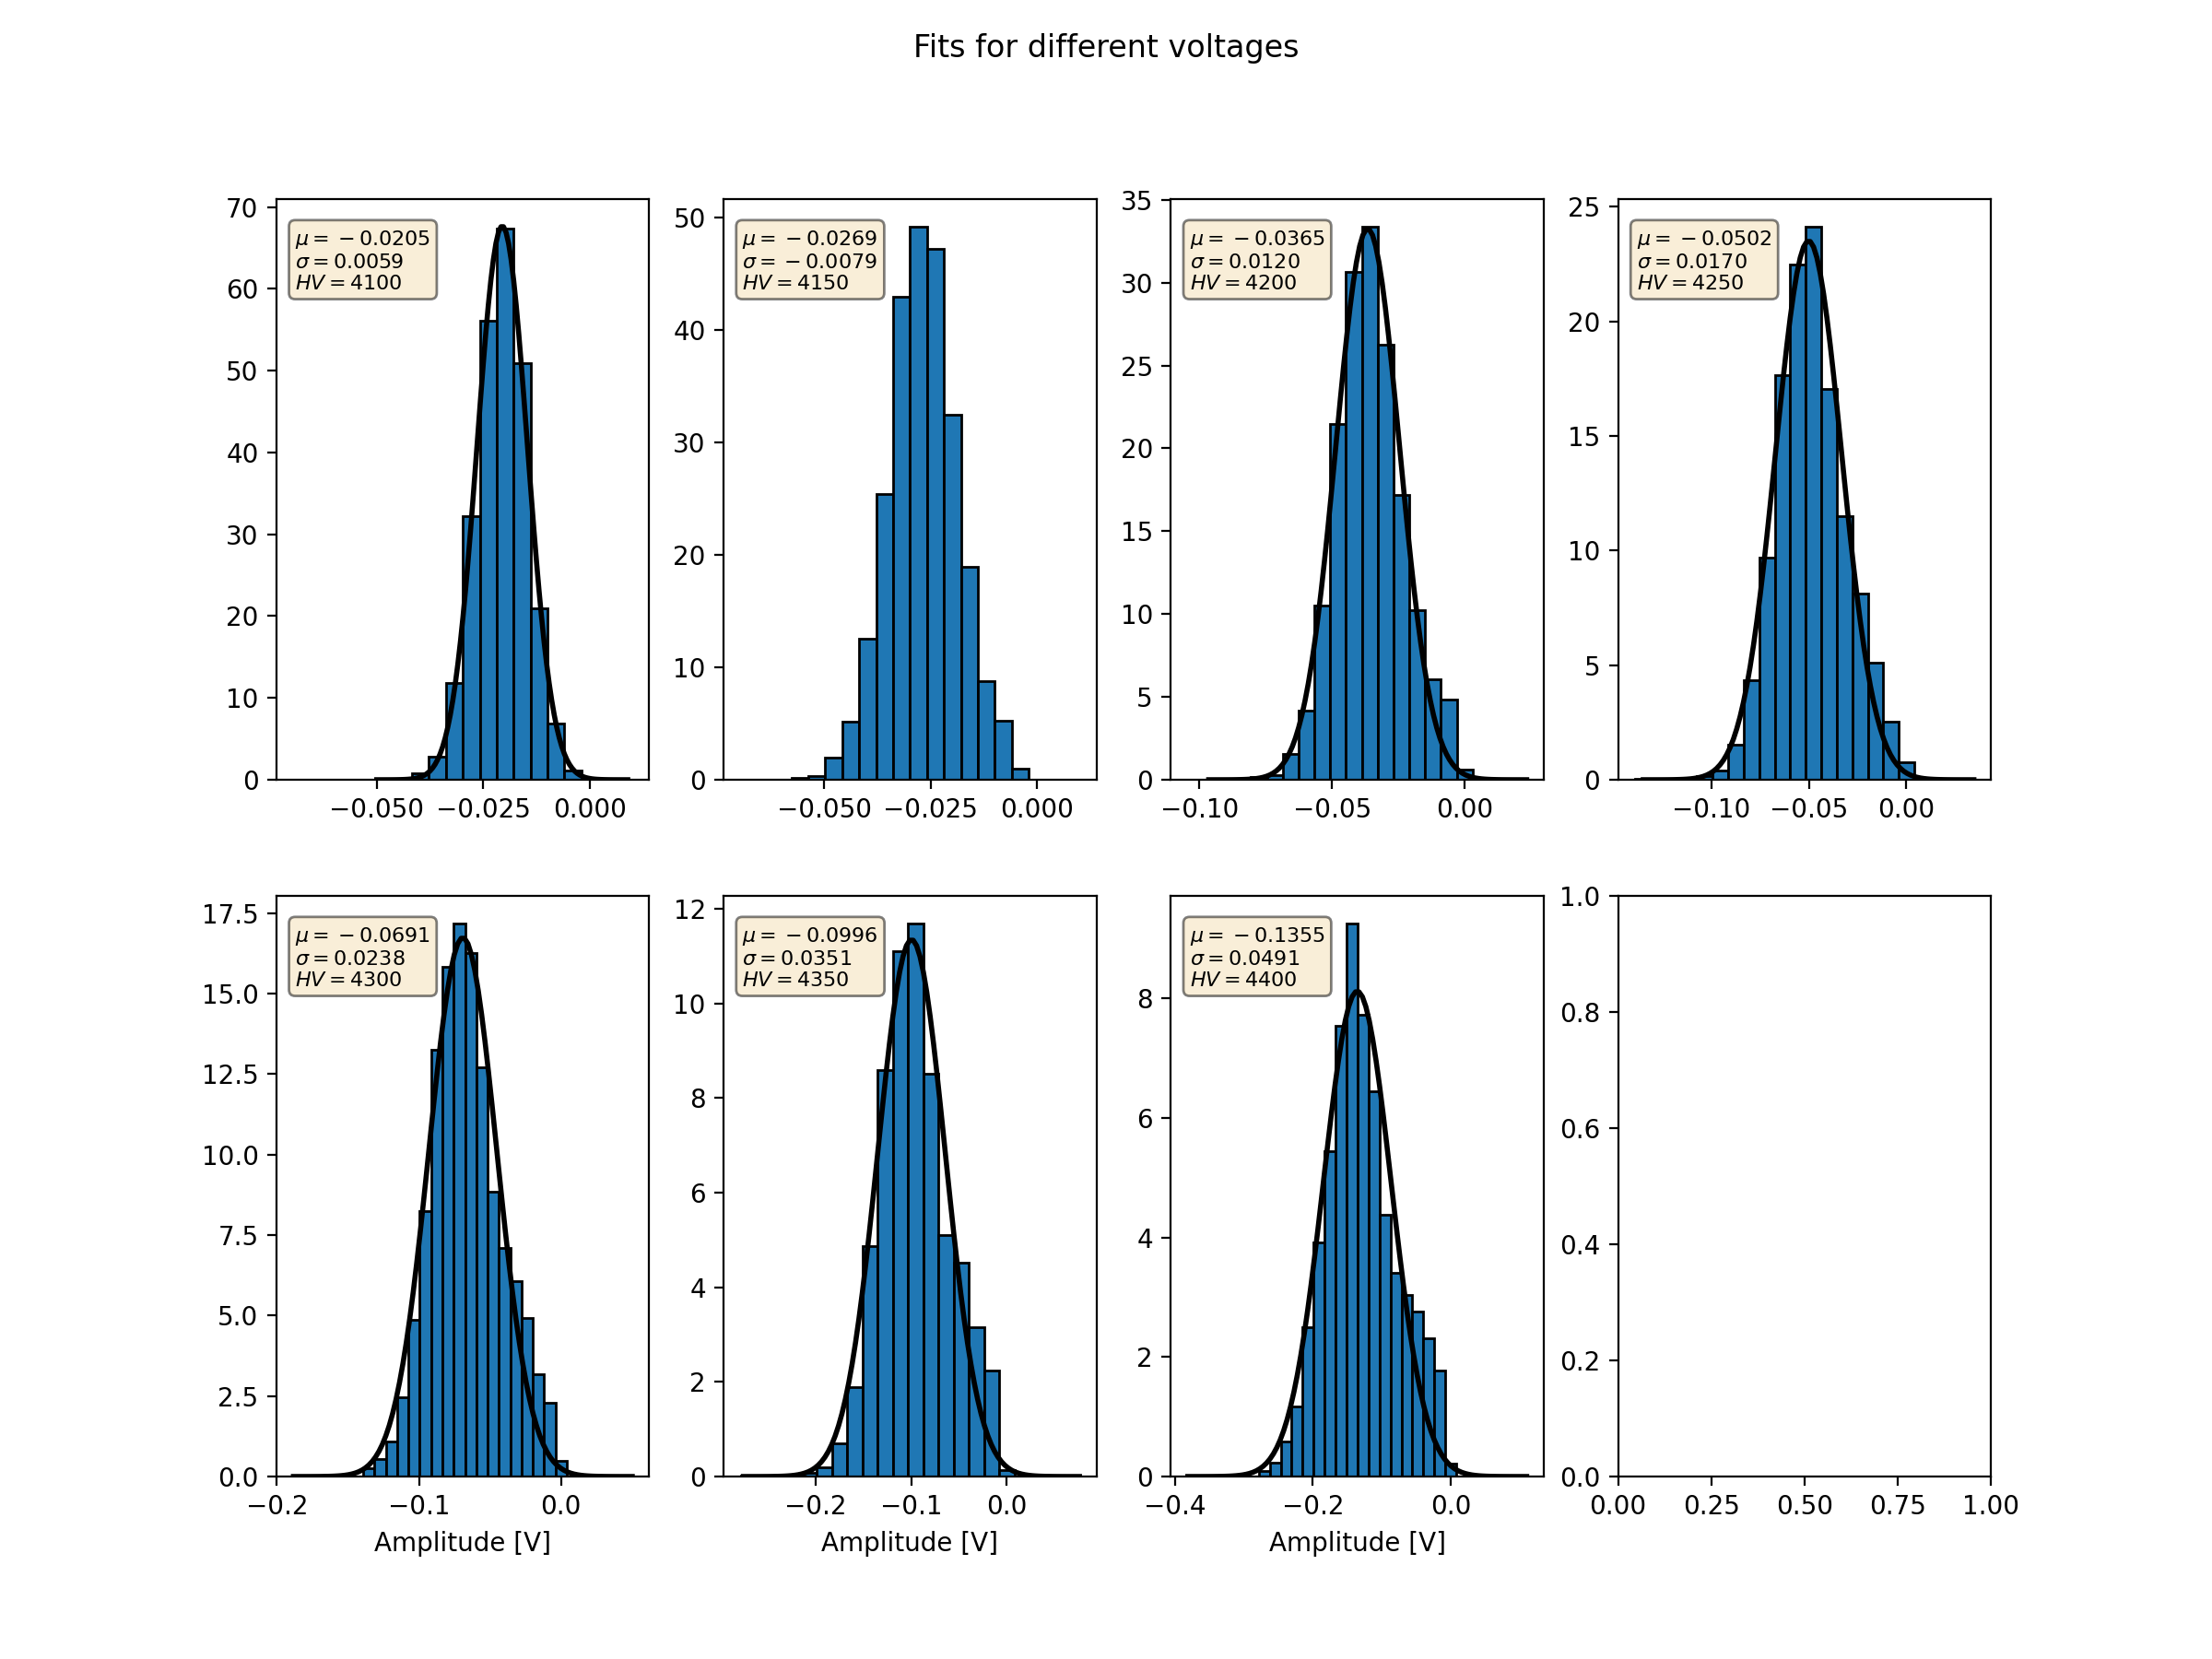 Fits for different voltages
70
60
50
40
30
20
10
0
μ = −0.0205
σ = 0.0059
HV = 4100
−0.050 −0.025 0.000
50
40
30
20
10
0
μ = −0.0269
σ = −0.0079
HV = 4150
−0.050 −0.025 0.000
35
30
25
20
15
10
5
0
μ = −0.0365
σ = 0.0120
HV = 4200
−0.10 −0.05 0.00
25
20
15
10
5
0
μ = −0.0502
σ = 0.0170
HV = 4250
−0.10 −0.05 0.00
17.5
15.0
12.5
10.0
7.5
5.0
2.5
0.0
μ = −0.0691
σ = 0.0238
HV = 4300
−0.2 −0.1 0.0
Amplitude [V]
12
10
8
6
4
2
0
μ = −0.0996
σ = 0.0351
HV = 4350
−0.2 −0.1 0.0
Amplitude [V]
8
6
4
2
0
μ = −0.1355
σ = 0.0491
HV = 4400
−0.4 −0.2 0.0
Amplitude [V]
1.0
0.8
0.6
0.4
0.2
0.0
0.00 0.25 0.50 0.75 1.00